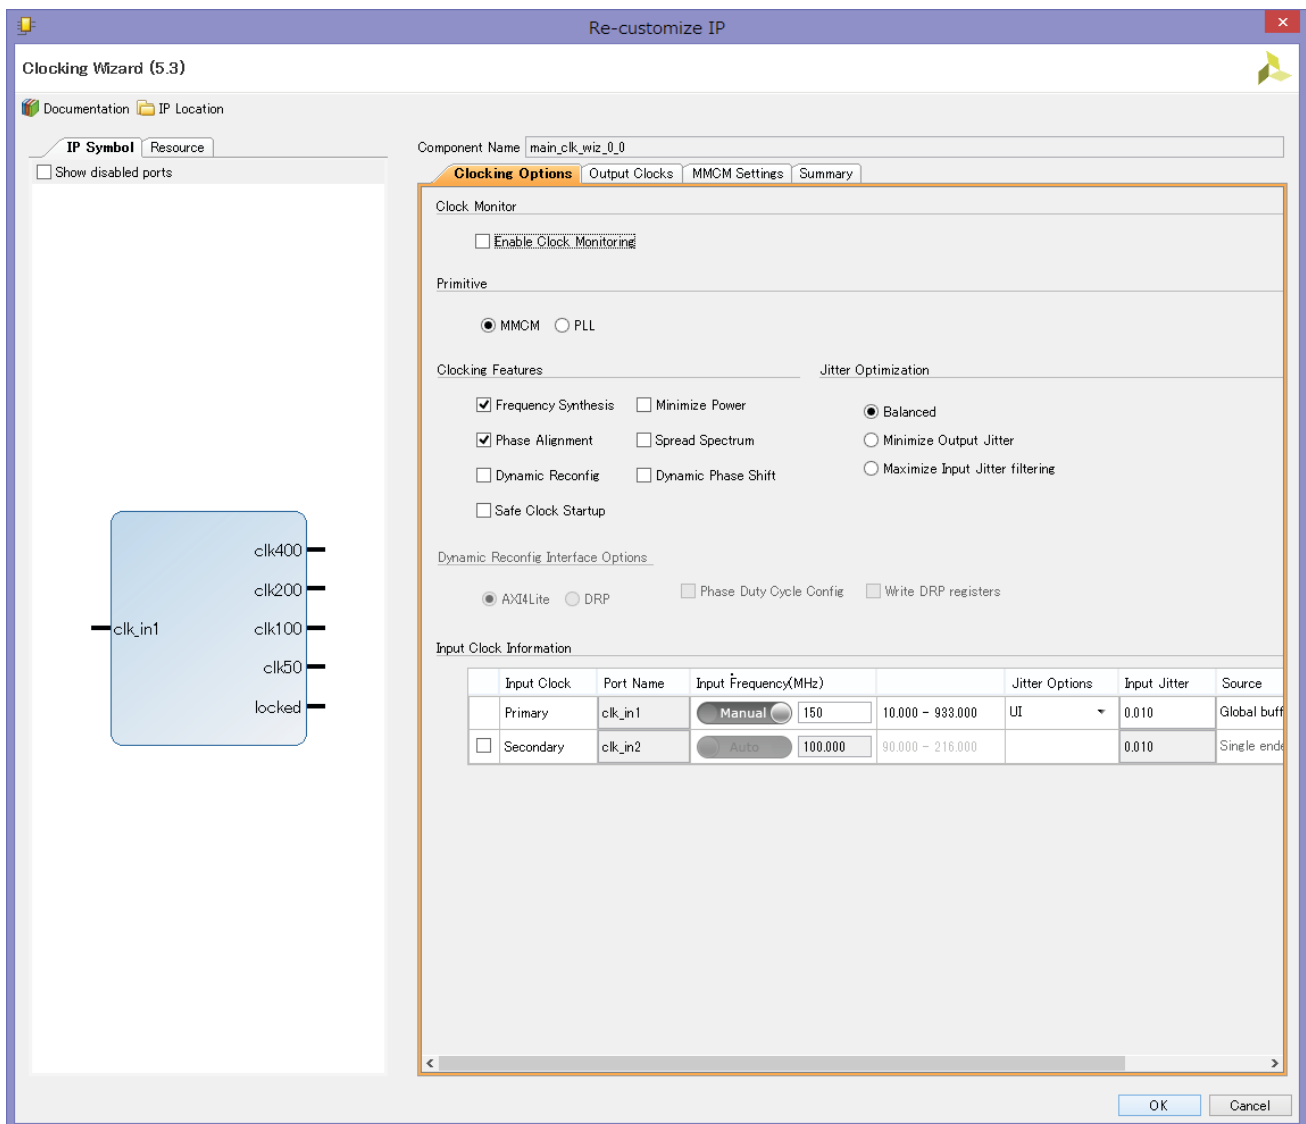 Re-customize IP
Clocking Wizard (5.3)
Documentation IP Location
IP Symbol Resource
Show disabled ports
clk_in1
clk400
clk200
clk100
clk50
locked
Component Name main_clk_wiz_0_0
Clocking Options Output Clocks MMCM Settings Summary
Clock Monitor
Enable Clock Monitoring
Primitive
MMCM PLL
Clocking Features
Frequency Synthesis Minimize Power
Phase Alignment Spread Spectrum
Dynamic Reconfig Dynamic Phase Shift
Safe Clock Startup
Jitter Optimization
Balanced
Minimize Output Jitter
Maximize Input Jitter filtering
Dynamic Reconfig Interface Options
AXI4Lite DRP Phase Duty Cycle Config Write DRP registers
Input Clock Information
Input Clock Port Name Input Frequency(MHz) Jitter Options Input Jitter Source
Primary clk_in1 Manual 150 10.000 - 933.000 UI 0.010 Global buff
Secondary clk_in2 Auto 100.000 90.000 - 216.000 0.010 Single ende
OK Cancel